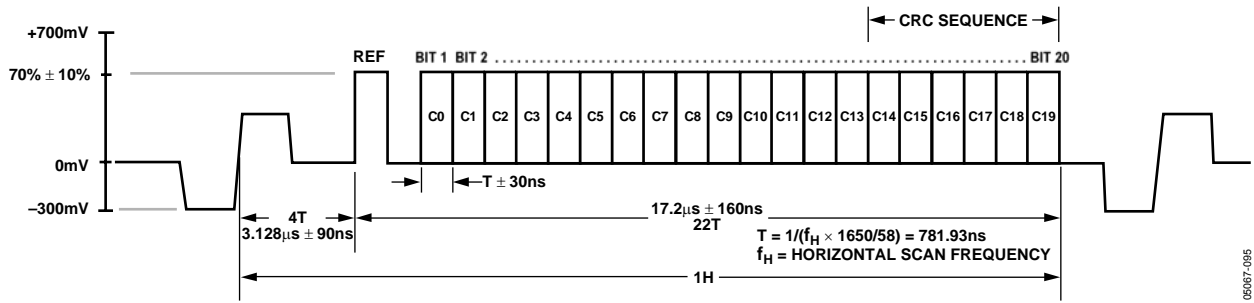 CRC SEQUENCE
+700mV
REF
BIT 1 BIT 2 . . . . . . . . . . . . . . . . . . . . . . . . . . . . . . . . . . . . . . . . . . . . . . . . . . . . . . . . . . . . . . BIT 20
70% ± 10%
C0 C1 C2 C3 C4 C5 C6 C7 C8 C9 C10 C11 C12 C13 C14 C15 C16 C17 C18 C19
0mV
T ± 30ns
–300mV
4T
3.128µs ± 90ns
17.2µs ± 160ns
22T
T = 1/(fH × 1650/58) = 781.93ns
fH = HORIZONTAL SCAN FREQUENCY
1H
05067-095